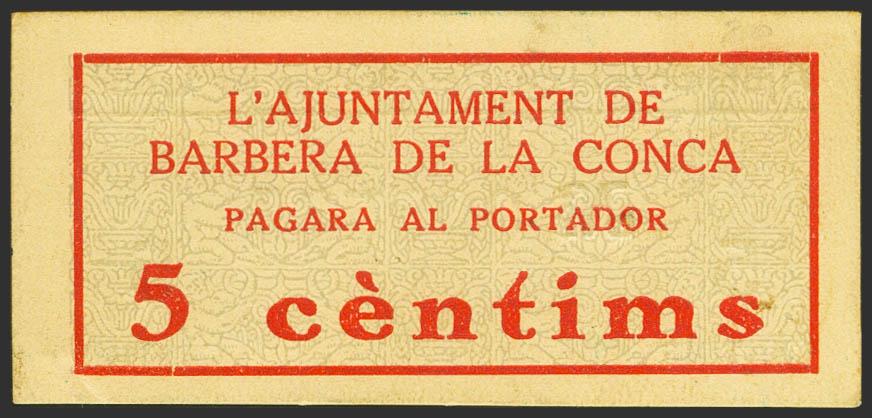 L'AJUNTAMENT DE
BARBERA DE LA CONCA
PAGARA AL PORTADOR
5 cèntims